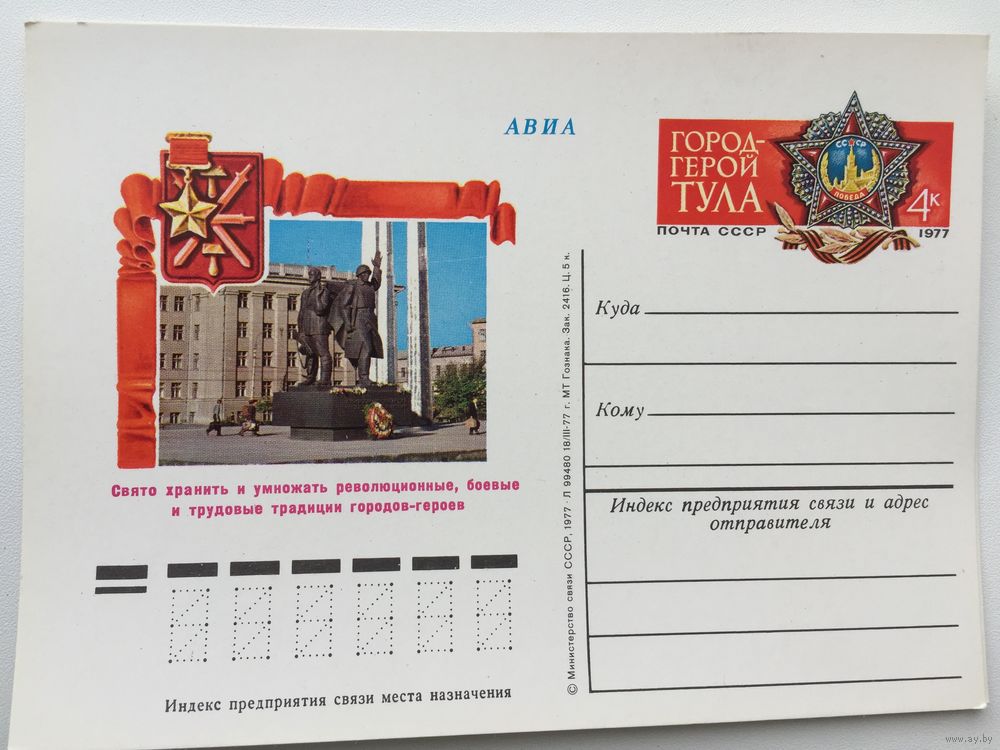 АВИА
ГОРОД-
ГЕРОЙ
ТУЛА
СССР
ПОБЕДА
4К
ПОЧТА СССР
1977
Куда
Кому
Индекс предприятия связи и адрес
отправителя
Свято хранить и умножать революционные, боевые
и трудовые традиции городов-героев
Индекс предприятия связи места назначения
© Министерство связи СССР, 1977 · Л 99480 18/III-77 г. МТ Гознака. Зак. 2416. Ц. 5 к.
www.ay.by